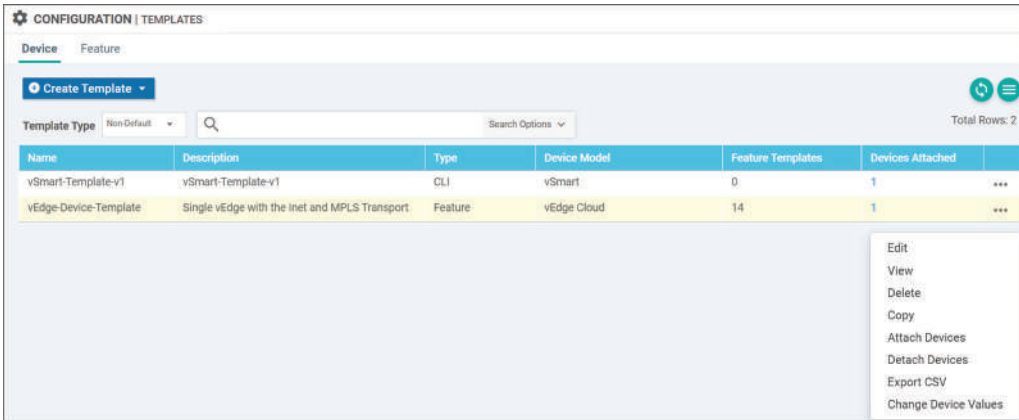 CONFIGURATION | TEMPLATES
Device Feature
Create Template
Template Type Non-Default Search Options Total Rows: 2
Name Description Type Device Model Feature Templates Devices Attached
vSmart-Template-v1 vSmart-Template-v1 CLI vSmart 0 1
vEdge-Device-Template Single vEdge with the Inet and MPLS Transport Feature vEdge Cloud 14 1
Edit
View
Delete
Copy
Attach Devices
Detach Devices
Export CSV
Change Device Values